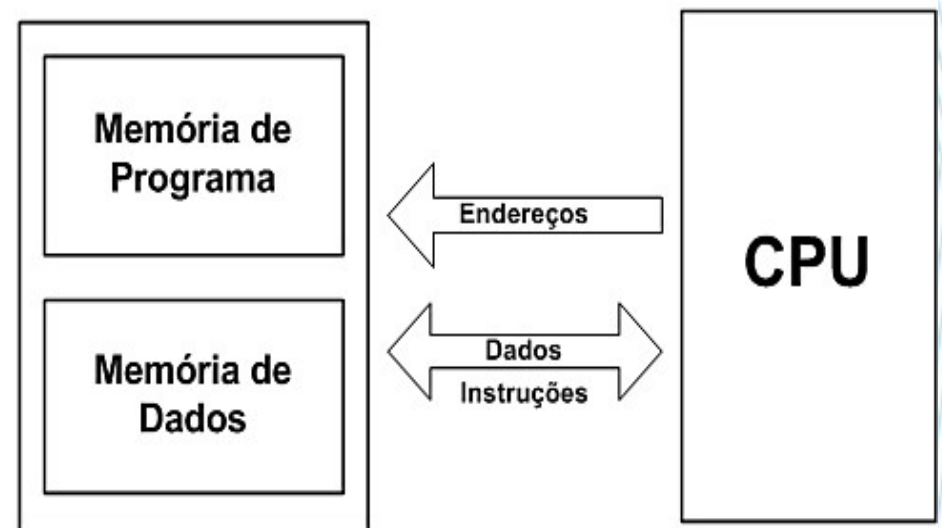 Memória de
Programa
Endereços
CPU
Dados
Instruções
Memória de
Dados